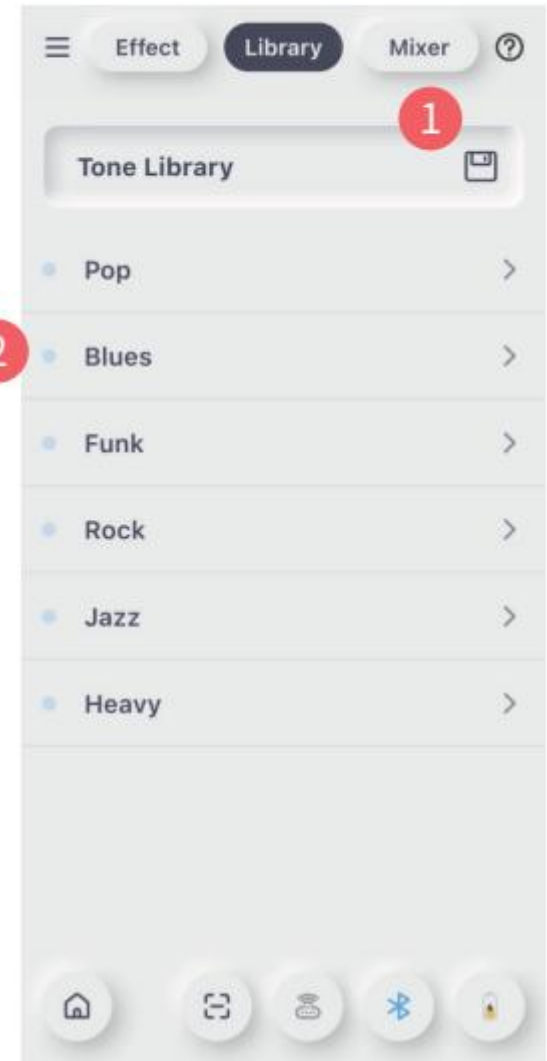 Effect Library Mixer ?
1
Tone Library
Pop
2
Blues
Funk
Rock
Jazz
Heavy